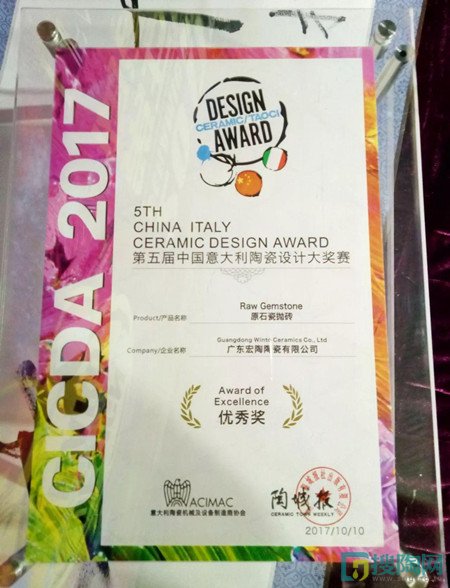 CICDA 2017
DESIGN
CERAMIC/TAOCI
AWARD
5TH
CHINA ITALY
CERAMIC DESIGN AWARD
第五届中国意大利陶瓷设计大奖赛
Raw Gemstone
Product/产品名称 原石瓷抛砖
Guangdong Winto Ceramics Co., Ltd
Company/企业名称 广东宏陶陶瓷有限公司
Award of
Excellence
优秀奖
ACIMAC
意大利陶瓷机械及设备制造商协会
陶城报
CERAMIC TOWN WEEKLY
2017/10/10
搜陶网